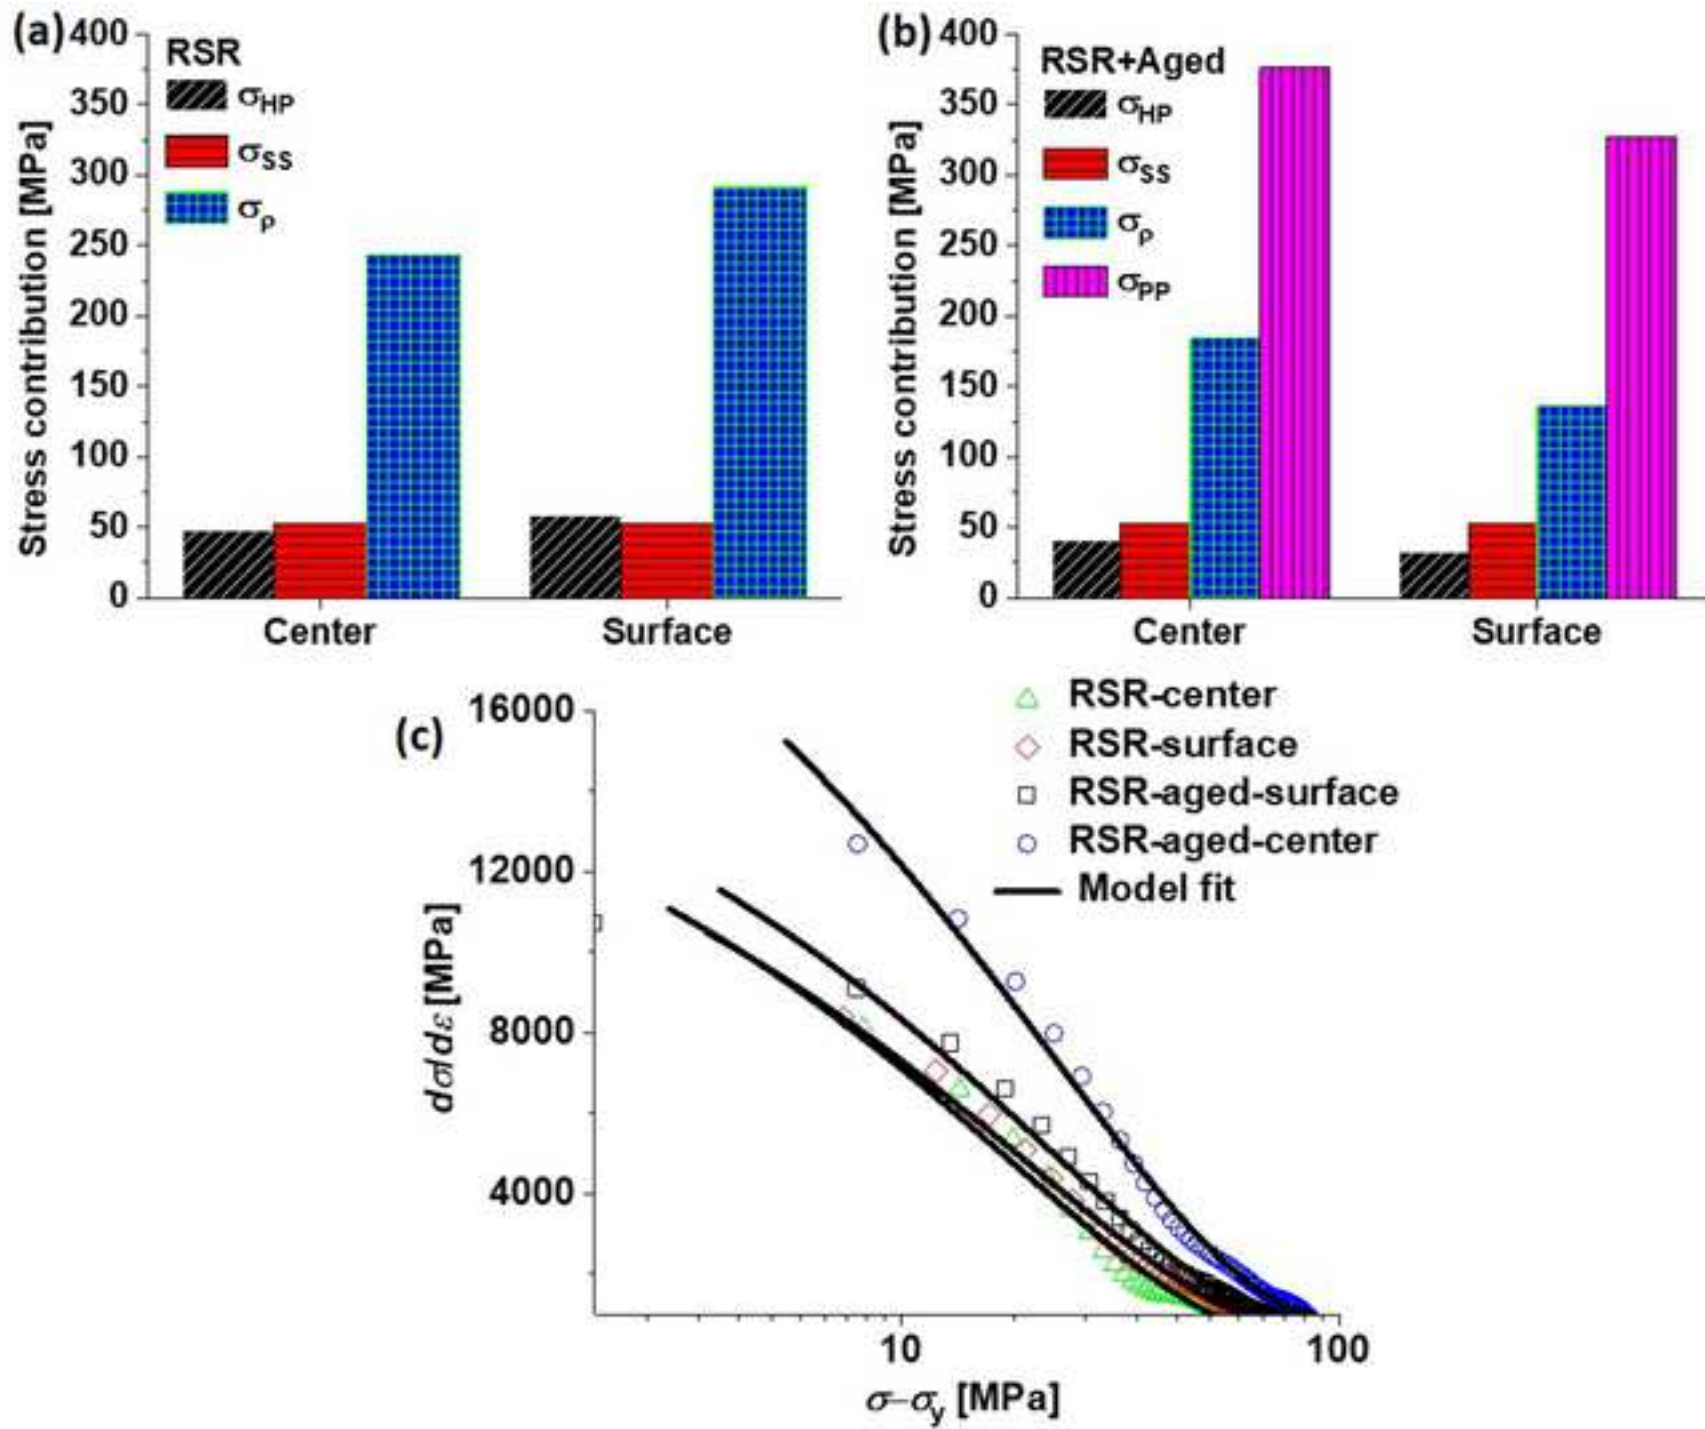 (a)
Stress contribution [MPa]
400
350
300
250
200
150
100
50
0
RSR
σHP
σSS
σρ
Center Surface
(b)
Stress contribution [MPa]
400
350
300
250
200
150
100
50
0
RSR+Aged
σHP
σSS
σρ
σPP
Center Surface
(c)
dσ/dε [MPa]
16000
12000
8000
4000
RSR-center
RSR-surface
RSR-aged-surface
RSR-aged-center
Model fit
10 100
σ–σy [MPa]